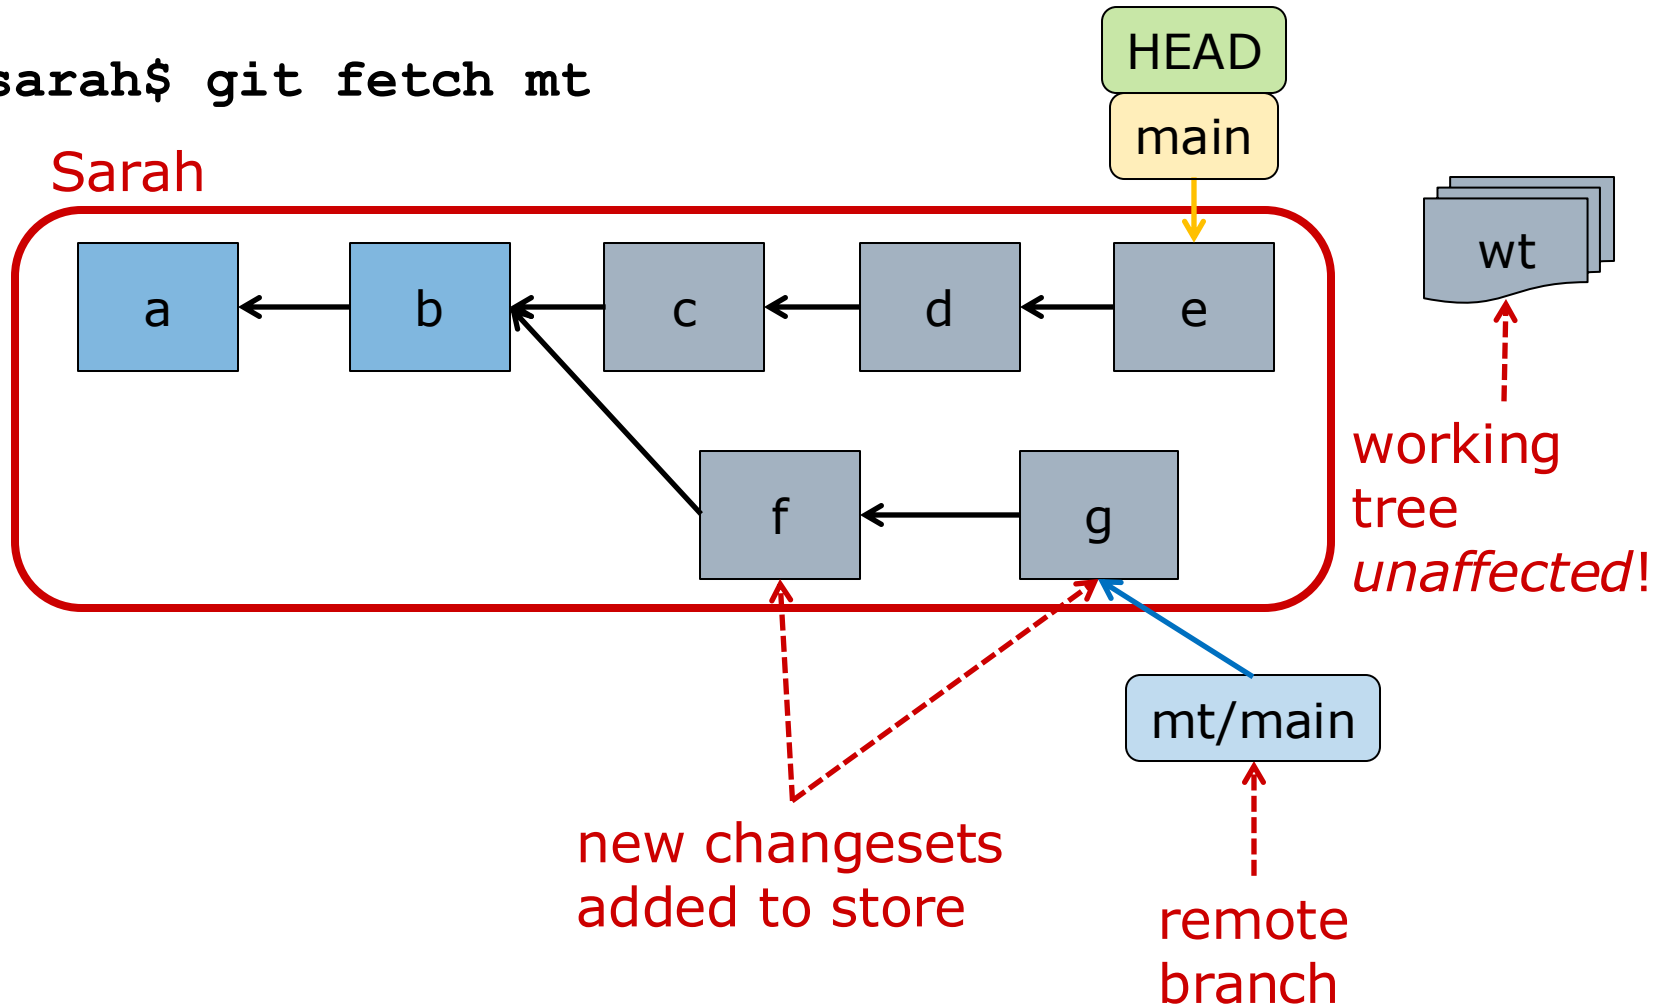 HEAD
sarah$ git fetch mt
main
Sarah
wt
a
b
c
d
e
working
tree
unaffected!
f
g
mt/main
new changesets
added to store
remote
branch